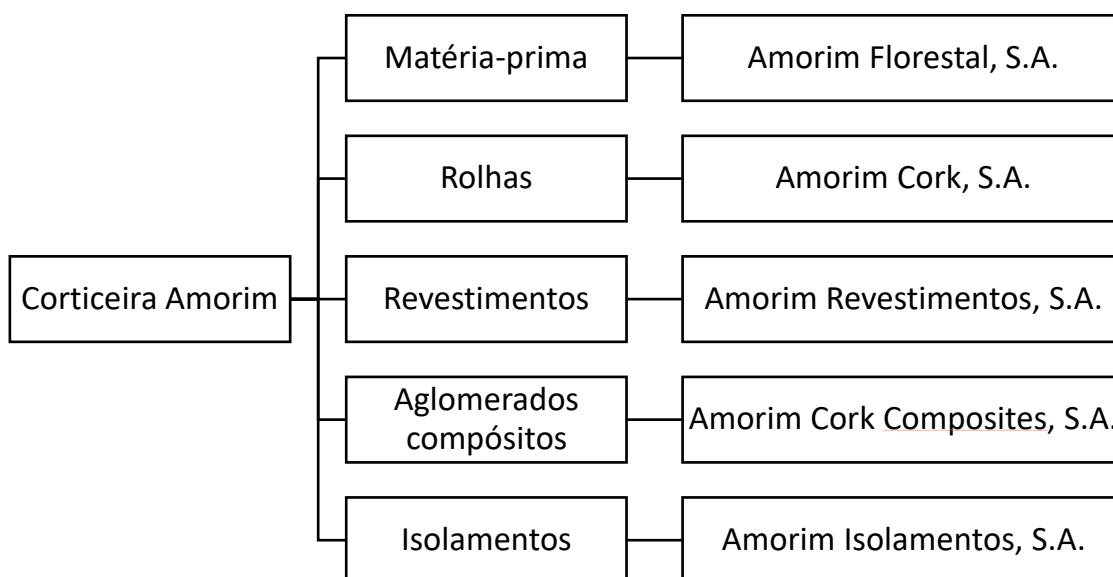 Matéria-prima
Amorim Florestal, S.A.
Rolhas
Amorim Cork, S.A.
Corticeira Amorim
Revestimentos
Amorim Revestimentos, S.A.
Aglomerados
compósitos
Amorim Cork Composites, S.A.
Isolamentos
Amorim Isolamentos, S.A.